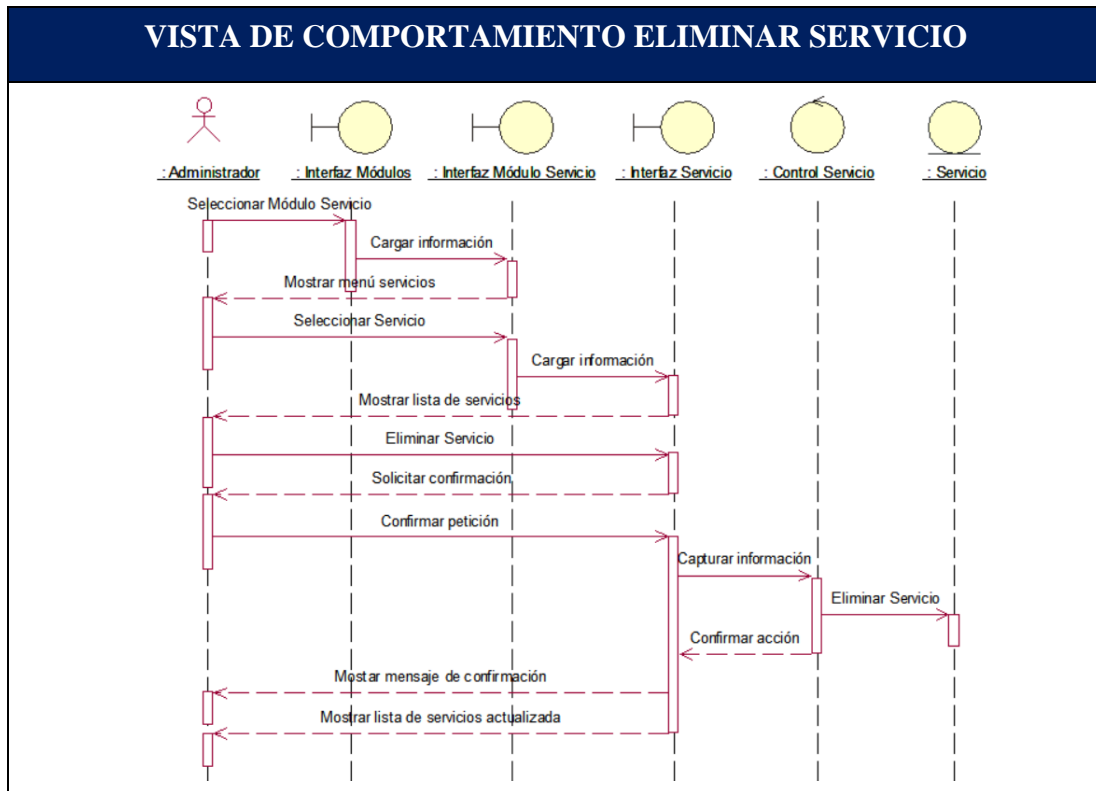 VISTA DE COMPORTAMIENTO ELIMINAR SERVICIO
: Administrador
: Interfaz Módulos
: Interfaz Módulo Servicio
: Interfaz Servicio
: Control Servicio
: Servicio
Seleccionar Módulo Servicio
Cargar información
Mostrar menú servicios
Seleccionar Servicio
Cargar información
Mostrar lista de servicios
Eliminar Servicio
Solicitar confirmación
Confirmar petición
Capturar información
Eliminar Servicio
Confirmar acción
Mostar mensaje de confirmación
Mostrar lista de servicios actualizada